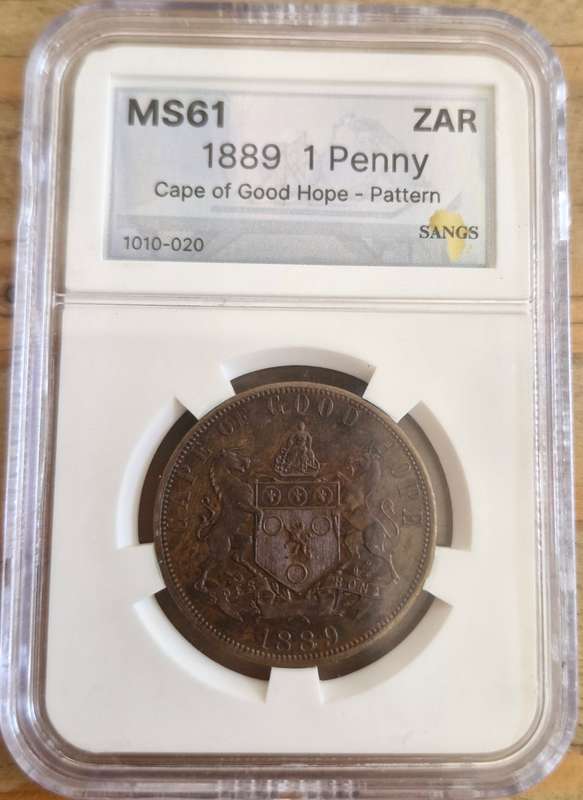 MS61
ZAR
1889 1 Penny
Cape of Good Hope - Pattern
SANGS
1010-020
CAPE OF GOOD HOPE
1889